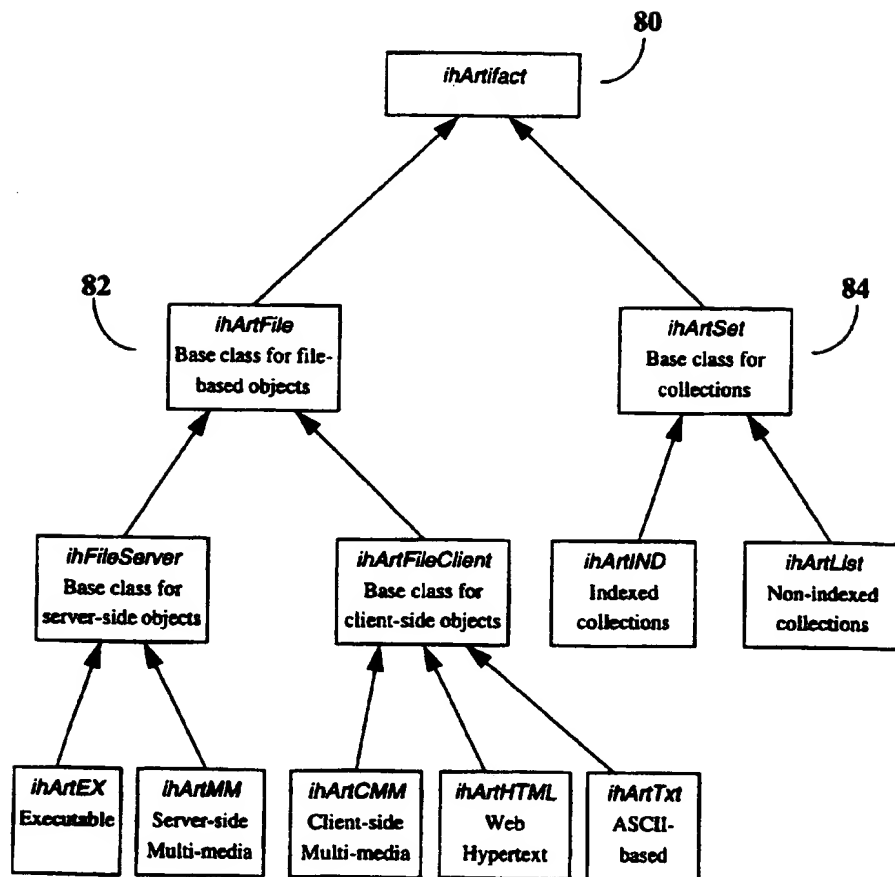 80
ihArtifact
82
ihArtFile
Base class for file-
based objects
84
ihArtSet
Base class for
collections
ihFileServer
Base class for
server-side objects
ihArtFileClient
Base class for
client-side objects
ihArtIND
Indexed
collections
ihArtList
Non-indexed
collections
ihArtEX
Executable
ihArtMM
Server-side
Multi-media
ihArtCMM
Client-side
Multi-media
ihArtHTML
Web
Hypertext
ihArtTxt
ASCII-
based